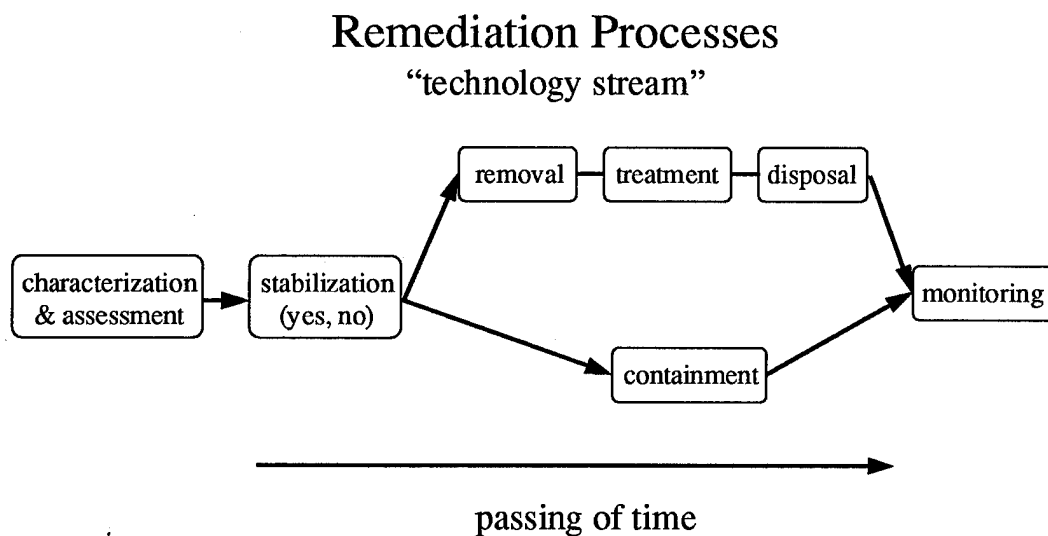 Remediation Processes
“technology stream”
removal
treatment
disposal
characterization
& assessment
stabilization
(yes, no)
monitoring
containment
passing of time